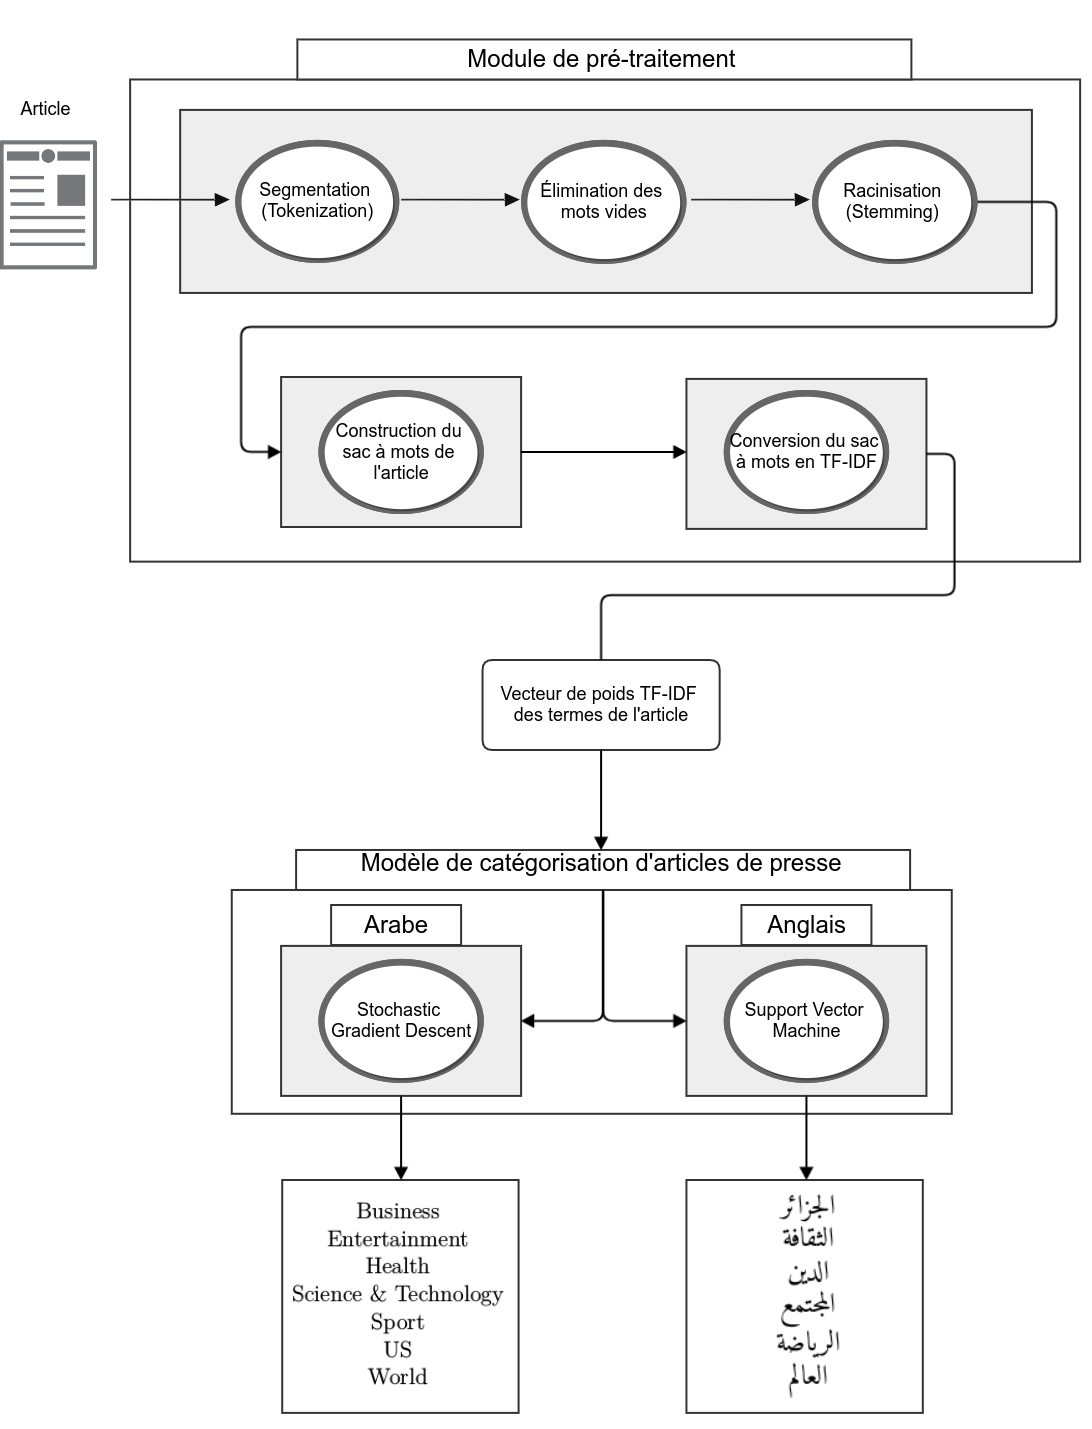 Module de pré-traitement
Article
Segmentation
(Tokenization)
Élimination des
mots vides
Racinisation
(Stemming)
Construction du
sac à mots de
l'article
Conversion du sac
à mots en TF-IDF
Vecteur de poids TF-IDF
des termes de l'article
Modèle de catégorisation d'articles de presse
Arabe
Stochastic
Gradient Descent
Anglais
Support Vector
Machine
Business
Entertainment
Health
Science & Technology
Sport
US
World
الجزائر
الثقافة
الدين
المجتمع
الرياضة
العالم